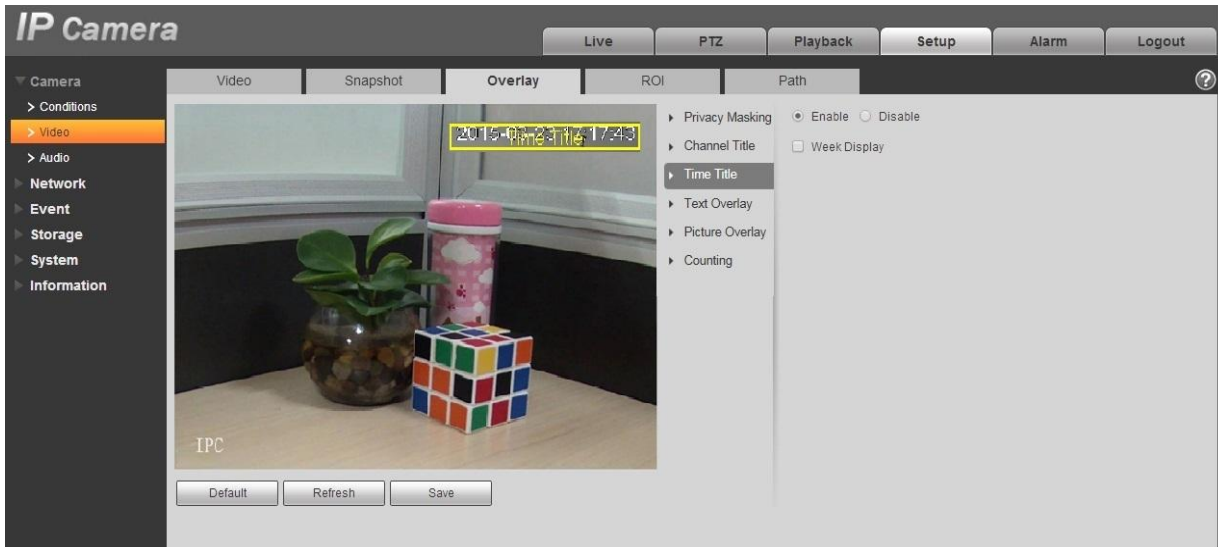 IP Camera
Live PTZ Playback Setup Alarm Logout
Camera
Conditions
Video
Audio
Network
Event
Storage
System
Information
Video Snapshot Overlay ROI Path
Time Title
IPC
Privacy Masking
Channel Title
Time Title
Text Overlay
Picture Overlay
Counting
Enable Disable
Week Display
Default Refresh Save